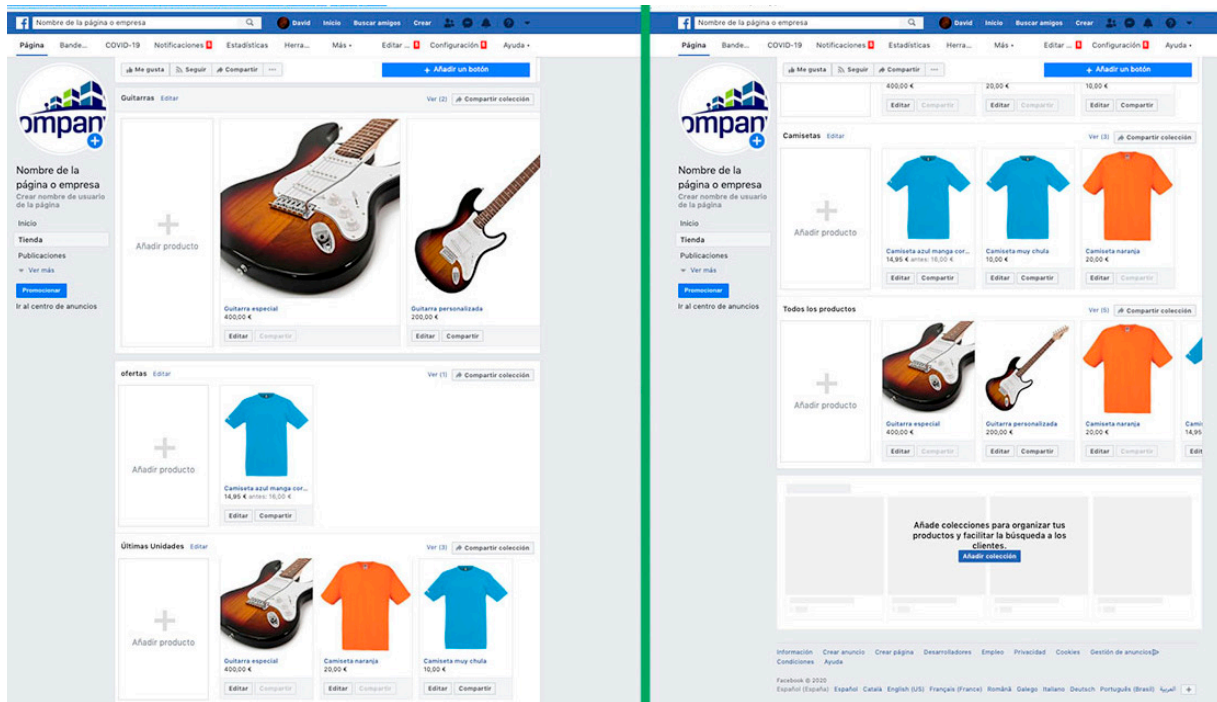 Nombre de la página o empresa
David Inicio Buscar amigos Crear
Página Bande... COVID-19 Notificaciones Estadísticas Herra... Más Editar ... Configuración Ayuda
Me gusta Seguir Compartir ...
+ Añadir un botón
ompan
Nombre de la
página o empresa
Crear nombre de usuario
de la página
Inicio
Tienda
Publicaciones
Ver más
Promocionar
Ir al centro de anuncios
Guitarras Editar Ver (2) Compartir colección
Añadir producto
Guitarra especial
400,00 €
Editar Compartir
Guitarra personalizada
200,00 €
Editar Compartir
ofertas Editar Ver (1) Compartir colección
Añadir producto
Camiseta azul manga cor...
14,95 € antes: 16,00 €
Editar Compartir
Últimas Unidades Editar Ver (3) Compartir colección
Añadir producto
Guitarra especial
400,00 €
Editar Compartir
Camiseta naranja
20,00 €
Editar Compartir
Camiseta muy chula
10,00 €
Editar Compartir
Nombre de la página o empresa
David Inicio Buscar amigos Crear
Página Bande... COVID-19 Notificaciones Estadísticas Herra... Más Editar ... Configuración Ayuda
Me gusta Seguir Compartir ...
+ Añadir un botón
ompan
Nombre de la
página o empresa
Crear nombre de usuario
de la página
Inicio
Tienda
Publicaciones
Ver más
Promocionar
Ir al centro de anuncios
400,00 € 20,00 € 10,00 €
Editar Compartir Editar Compartir Editar Compartir
Camisetas Editar Ver (3) Compartir colección
Añadir producto
Camiseta azul manga cor...
14,95 € antes: 16,00 €
Editar Compartir
Camiseta muy chula
10,00 €
Editar Compartir
Camiseta naranja
20,00 €
Editar Compartir
Todos los productos Ver (5) Compartir colección
Añadir producto
Guitarra especial
400,00 €
Editar Compartir
Guitarra personalizada
200,00 €
Editar Compartir
Camiseta naranja
20,00 €
Editar Compartir
Cami
14,95
Edit
Añade colecciones para organizar tus
productos y facilitar la búsqueda a los
clientes.
Añadir colección
Información Crear anuncio Crear página Desarrolladores Empleo Privacidad Cookies Gestión de anuncios
Condiciones Ayuda
Facebook © 2020
Español (España) Español Català English (US) Français (France) Română Galego Italiano Deutsch Português (Brasil) العربية +